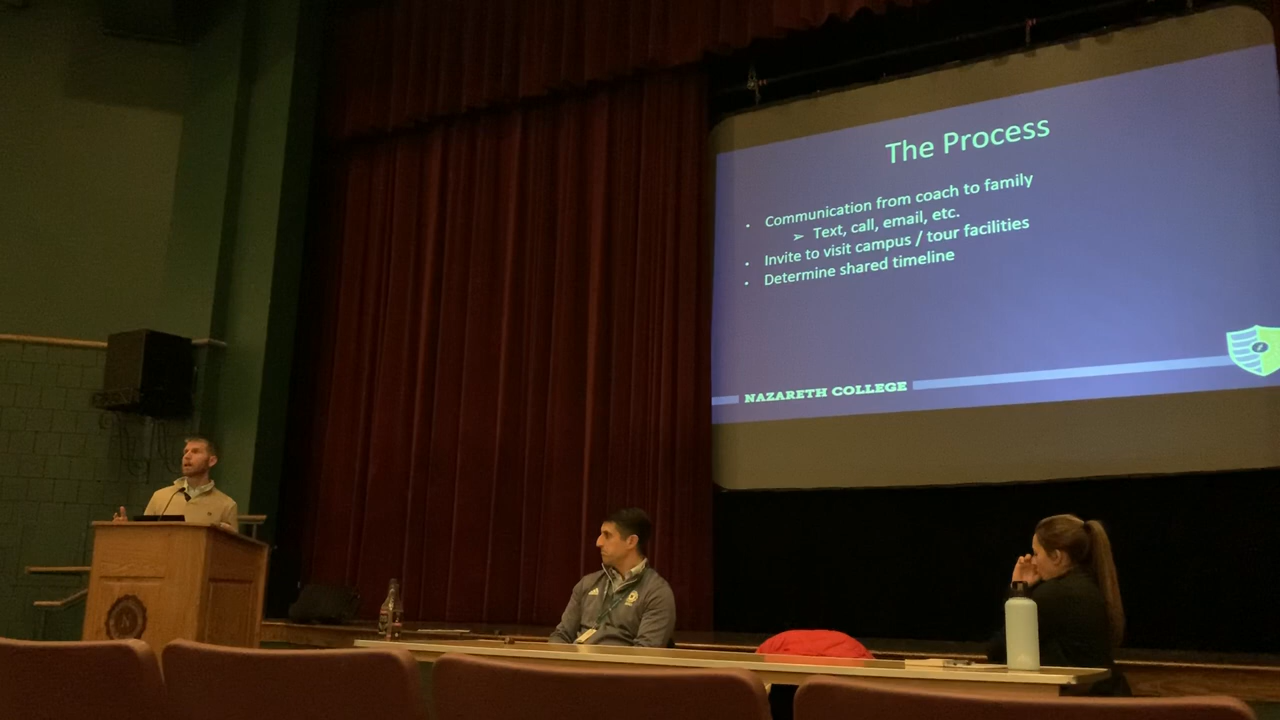 The Process
• Communication from coach to family
➢ Text, call, email, etc.
• Invite to visit campus / tour facilities
• Determine shared timeline
NAZARETH COLLEGE
N